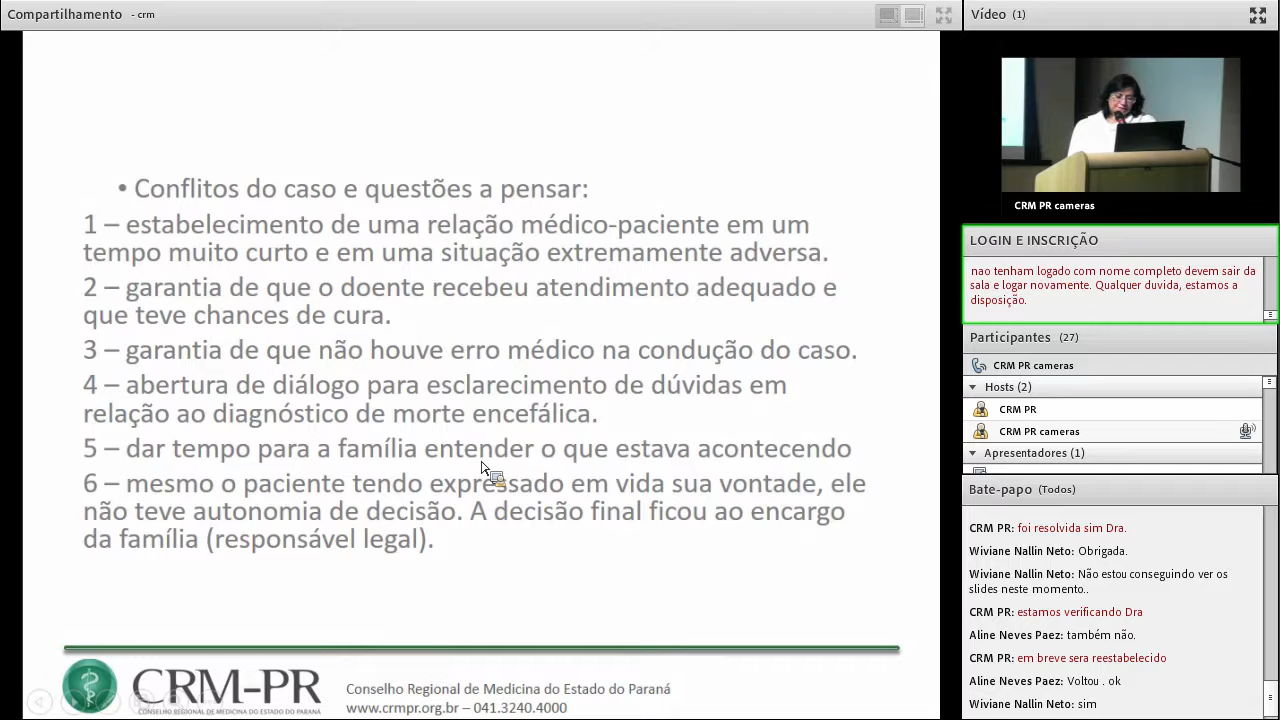 Compartilhamento - crm
• Conflitos do caso e questões a pensar:
1 – estabelecimento de uma relação médico-paciente em um
tempo muito curto e em uma situação extremamente adversa.
2 – garantia de que o doente recebeu atendimento adequado e
que teve chances de cura.
3 – garantia de que não houve erro médico na condução do caso.
4 – abertura de diálogo para esclarecimento de dúvidas em
relação ao diagnóstico de morte encefálica.
5 – dar tempo para a família entender o que estava acontecendo
6 – mesmo o paciente tendo expressado em vida sua vontade, ele
não teve autonomia de decisão. A decisão final ficou ao encargo
da família (responsável legal).
CRM-PR
CONSELHO REGIONAL DE MEDICINA DO ESTADO DO PARANÁ
Conselho Regional de Medicina do Estado do Paraná
www.crmpr.org.br – 041.3240.4000
Vídeo (1)
CRM PR cameras
LOGIN E INSCRIÇÃO
nao tenham logado com nome completo devem sair da
sala e logar novamente. Qualquer duvida, estamos a
disposição.
Participantes (27)
CRM PR cameras
Hosts (2)
CRM PR
CRM PR cameras
Apresentadores (1)
Bate-papo (Todos)
CRM PR: foi resolvida sim Dra.
Wiviane Nallin Neto: Obrigada.
Wiviane Nallin Neto: Não estou conseguindo ver os
slides neste momento..
CRM PR: estamos verificando Dra
Aline Neves Paez: também não.
CRM PR: em breve sera reestabelecido
Aline Neves Paez: Voltou . ok
Wiviane Nallin Neto: sim